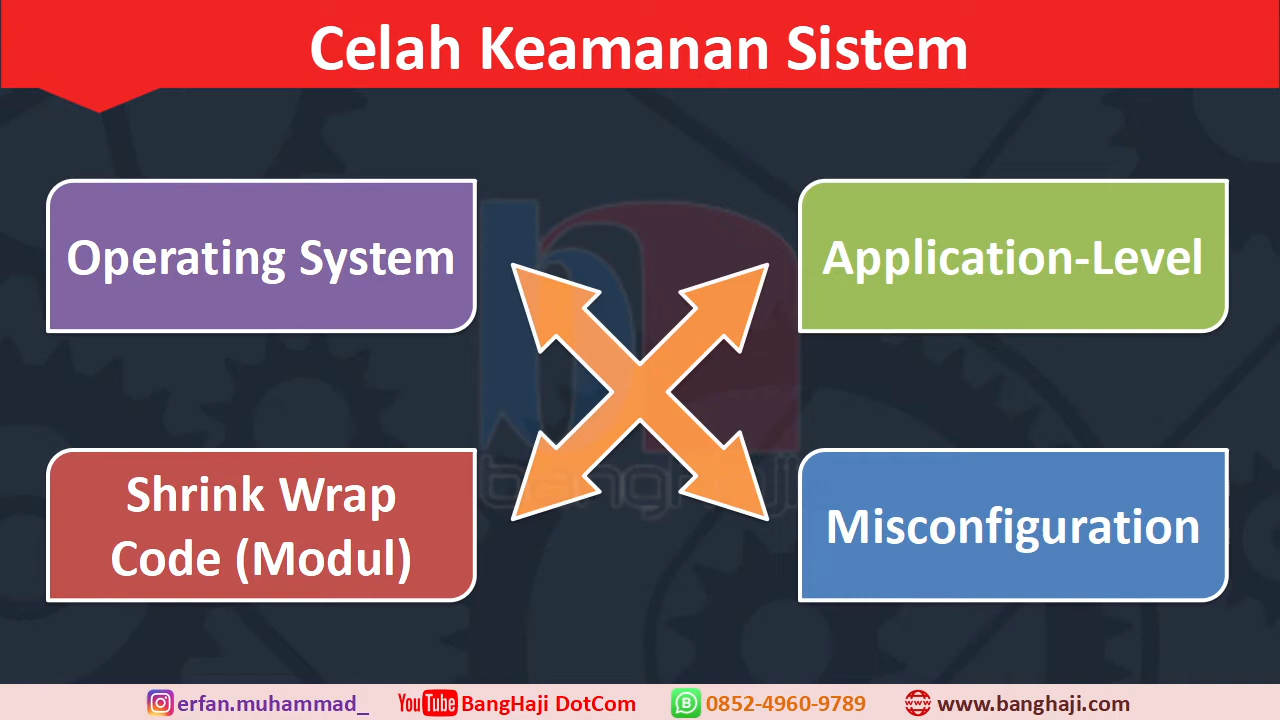 Celah Keamanan Sistem
Operating System
Application-Level
Shrink Wrap
Code (Modul)
Misconfiguration
banghaji
erfan.muhammad_
YouTube BangHaji DotCom
0852-4960-9789
www.banghaji.com